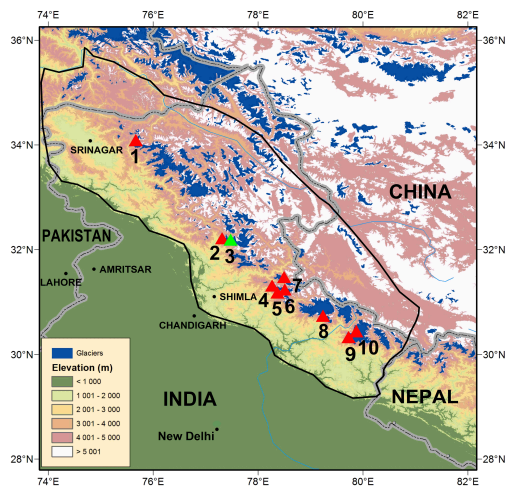 74°E 76°E 78°E 80°E 82°E
36°N 36°N
34°N 34°N
SRINAGAR
1
CHINA
PAKISTAN
32°N 32°N
2 3
AMRITSAR
LAHORE
7
SHIMLA 4 5 6
CHANDIGARH
8
9 10
30°N 30°N
Glaciers
Elevation (m)
< 1 000
1 001 - 2 000
2 001 - 3 000
3 001 - 4 000
4 001 - 5 000
> 5 001
INDIA
NEPAL
New Delhi
28°N 28°N
74°E 76°E 78°E 80°E 82°E